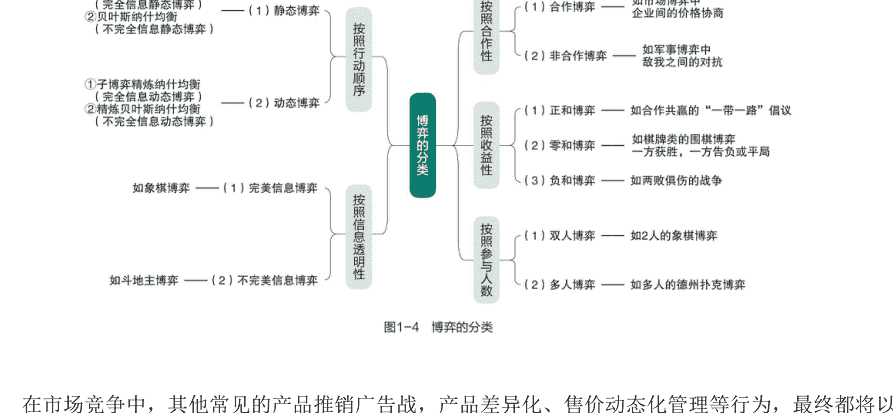 （完全信息静态博弈）
②贝叶斯纳什均衡
（不完全信息静态博弈）
（1）静态博弈
①子博弈精炼纳什均衡
（完全信息动态博弈）
②精炼贝叶斯纳什均衡
（不完全信息动态博弈）
（2）动态博弈
按照行动顺序
如象棋博弈
（1）完美信息博弈
如斗地主博弈
（2）不完美信息博弈
按照信息透明性
博弈的分类
按照合作性
（1）合作博弈
如市场博弈中
企业间的价格协商
（2）非合作博弈
如军事博弈中
敌我之间的对抗
按照收益性
（1）正和博弈
如合作共赢的“一带一路”倡议
（2）零和博弈
如棋牌类的围棋博弈
一方获胜，一方告负或平局
（3）负和博弈
如两败俱伤的战争
按照参与人数
（1）双人博弈
如2人的象棋博弈
（2）多人博弈
如多人的德州扑克博弈
图1-4 博弈的分类
在市场竞争中，其他常见的产品推销广告战，产品差异化、售价动态化管理等行为，最终都将以